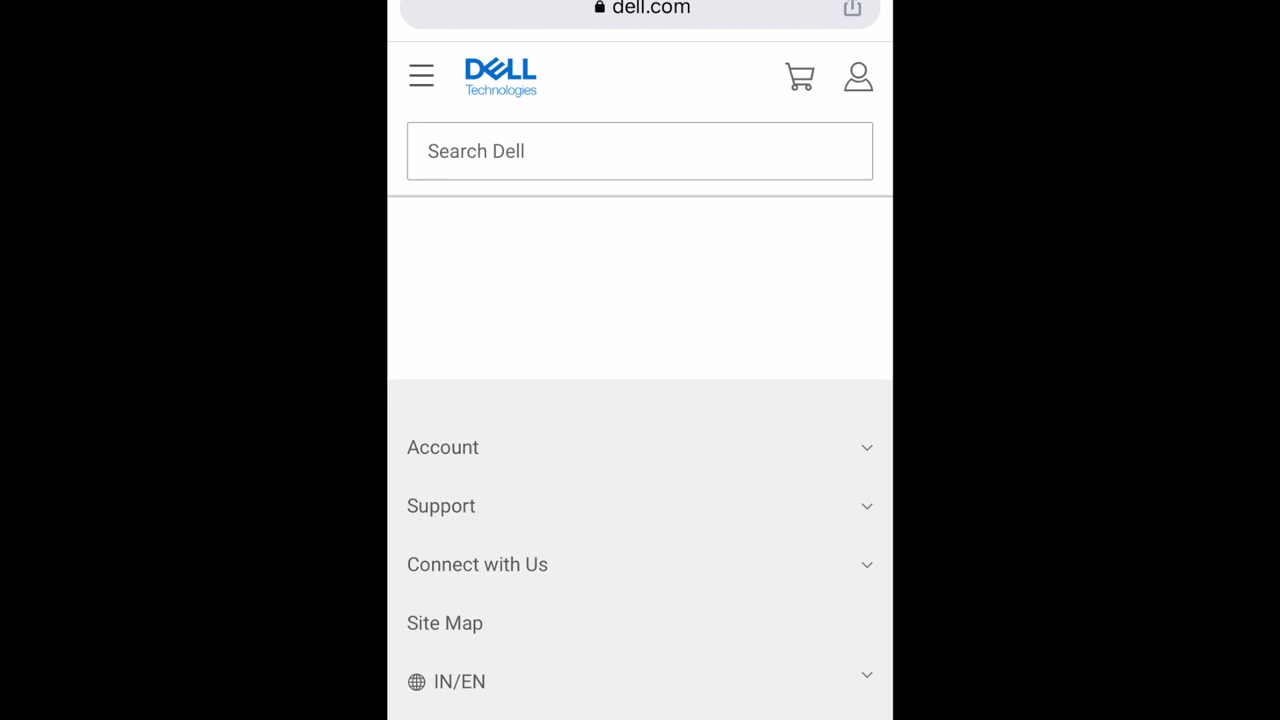 dell.com
DELL
Technologies
Search Dell
Account
Support
Connect with Us
Site Map
IN/EN